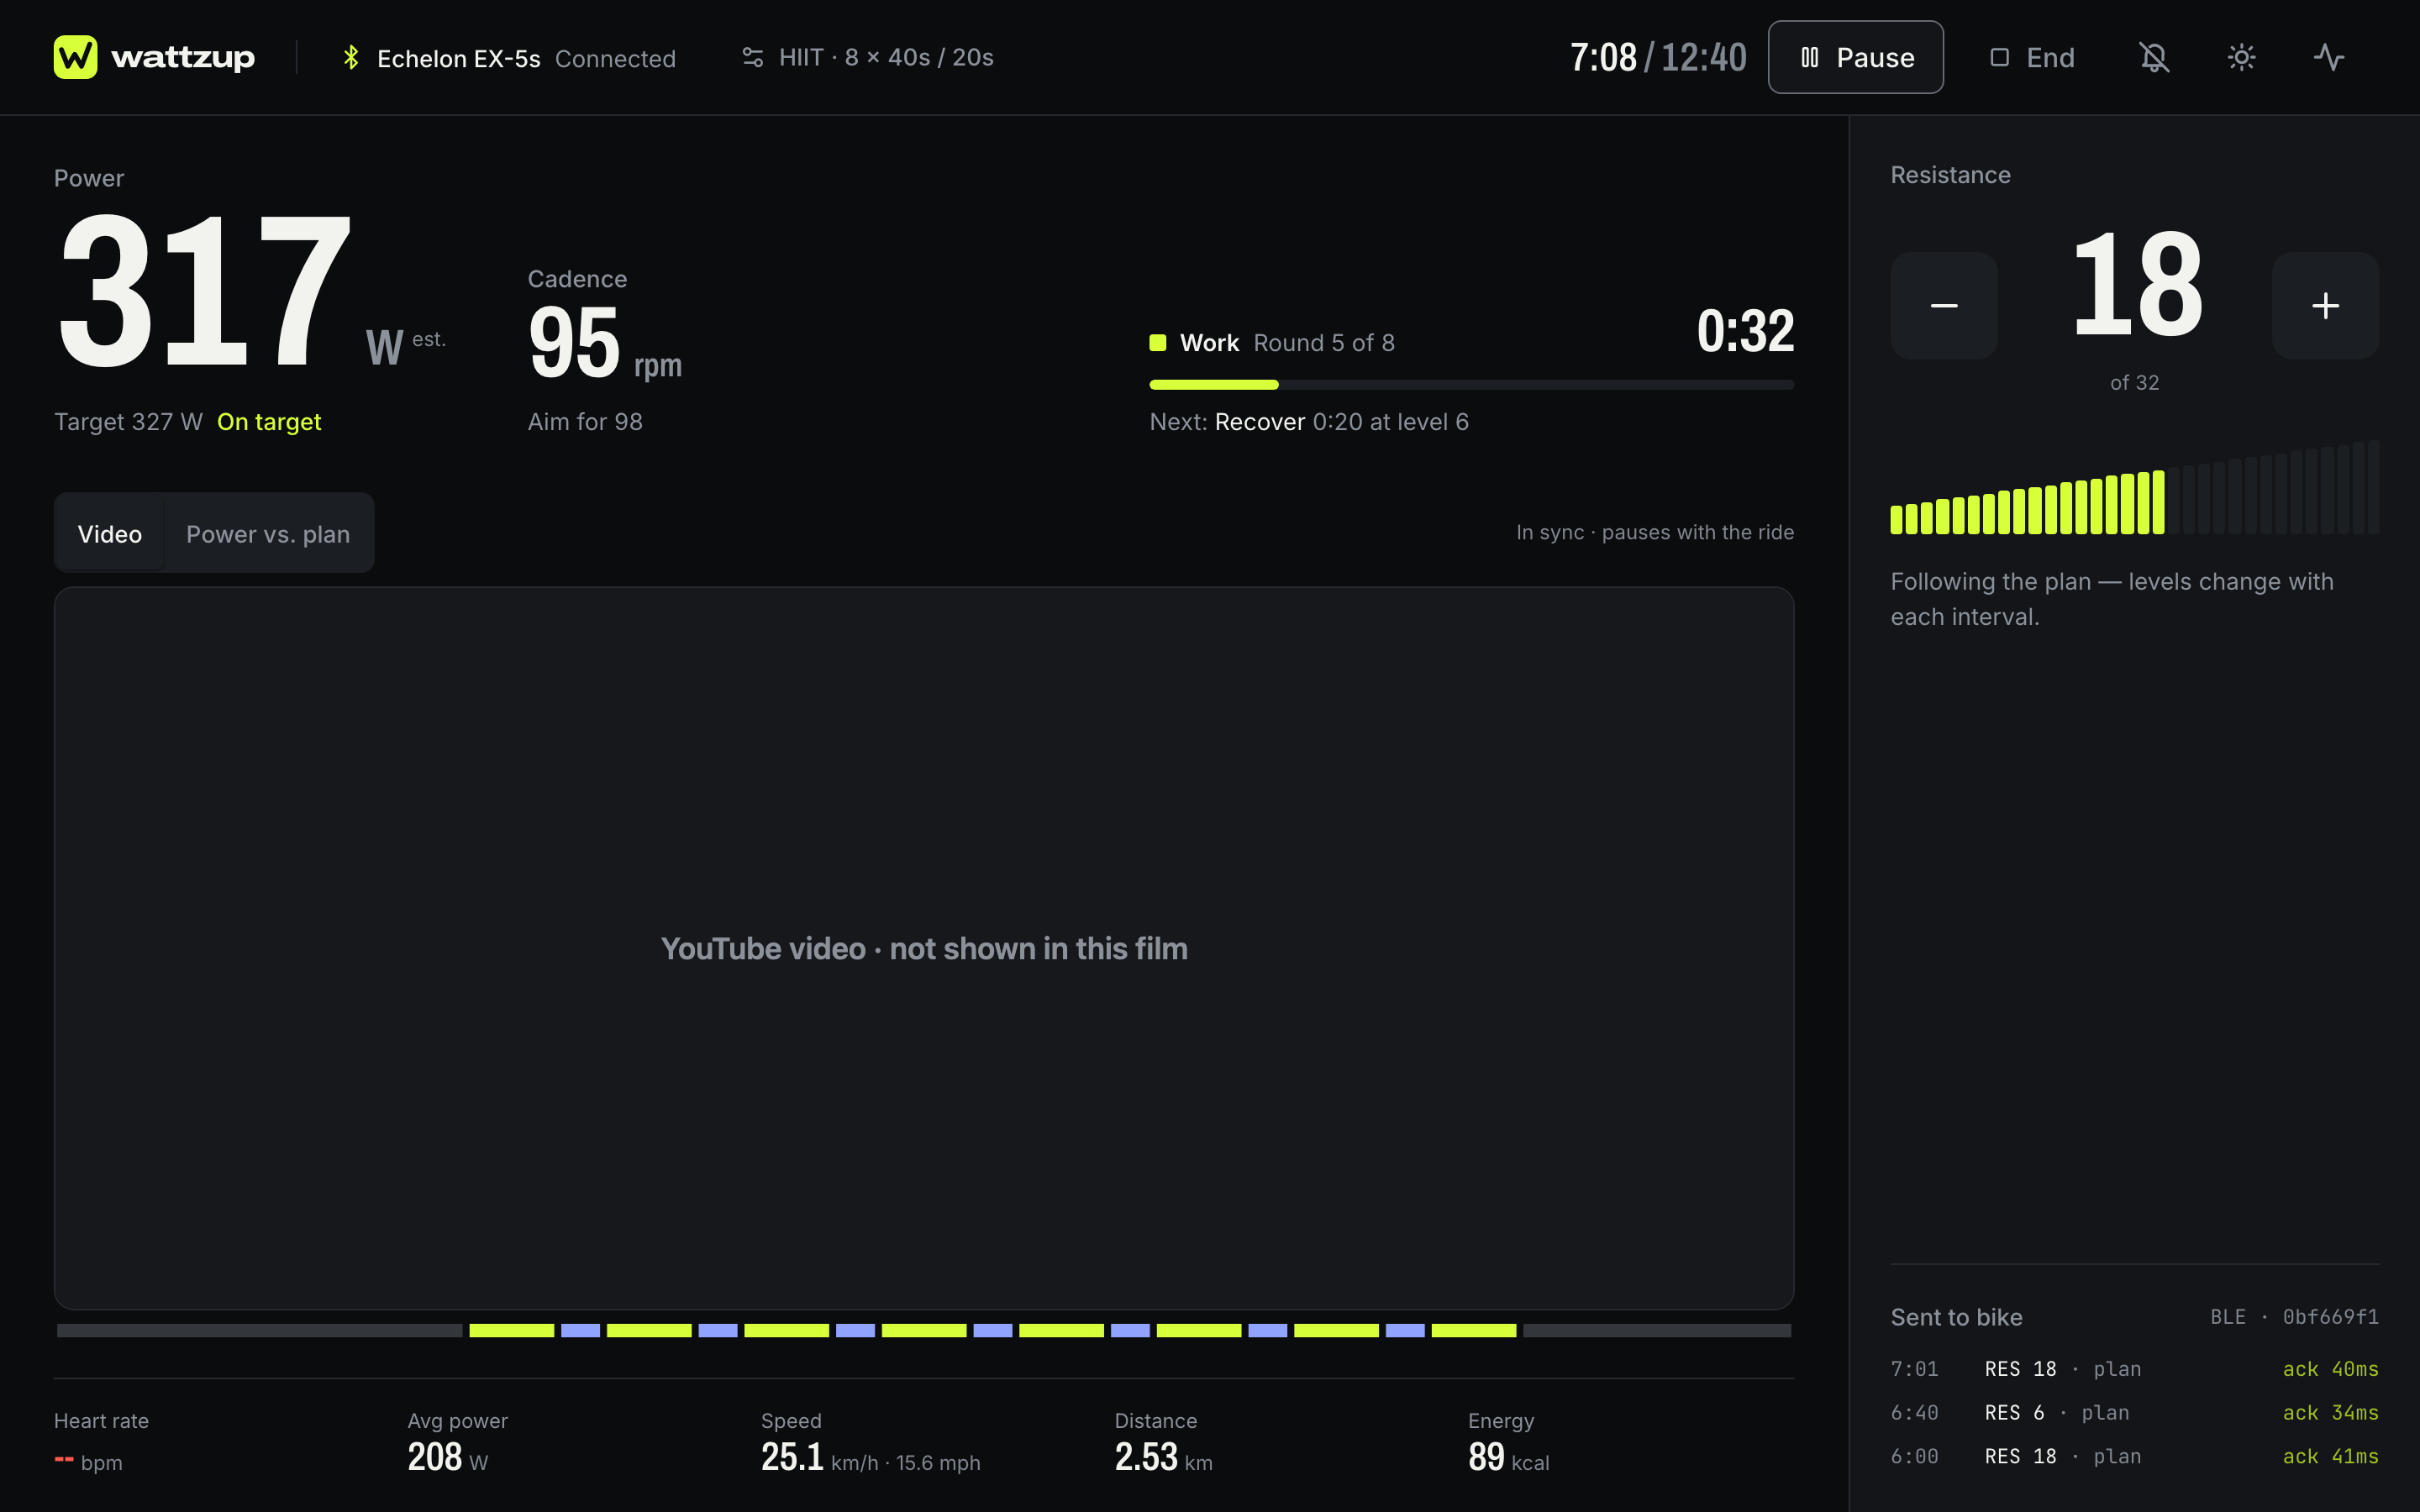 wattzup
Echelon EX-5s Connected
HIIT · 8 × 40s / 20s
7:08 / 12:40
Pause
End
Power
317 W est.
Target 327 W On target
Cadence
95 rpm
Aim for 98
Work Round 5 of 8
0:32
Next: Recover 0:20 at level 6
Video
Power vs. plan
In sync · pauses with the ride
YouTube video · not shown in this film
Heart rate
-- bpm
Avg power
208 W
Speed
25.1 km/h · 15.6 mph
Distance
2.53 km
Energy
89 kcal
Resistance
− 18 +
of 32
Following the plan — levels change with
each interval.
Sent to bike BLE · 0bf669f1
7:01 RES 18 · plan ack 40ms
6:40 RES 6 · plan ack 34ms
6:00 RES 18 · plan ack 41ms